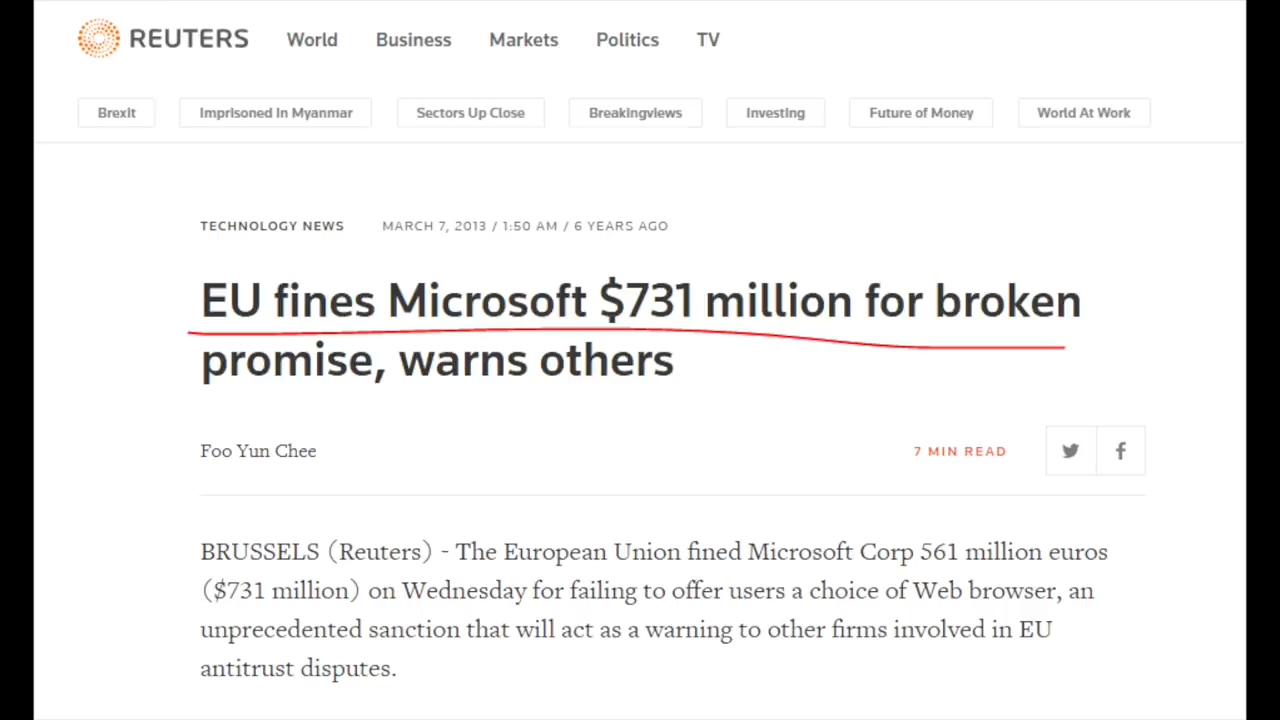 REUTERS World Business Markets Politics TV
Brexit Imprisoned In Myanmar Sectors Up Close Breakingviews Investing Future of Money World At Work
TECHNOLOGY NEWS MARCH 7, 2013 / 1:50 AM / 6 YEARS AGO
EU fines Microsoft $731 million for broken
promise, warns others
Foo Yun Chee 7 MIN READ
BRUSSELS (Reuters) - The European Union fined Microsoft Corp 561 million euros
($731 million) on Wednesday for failing to offer users a choice of Web browser, an
unprecedented sanction that will act as a warning to other firms involved in EU
antitrust disputes.